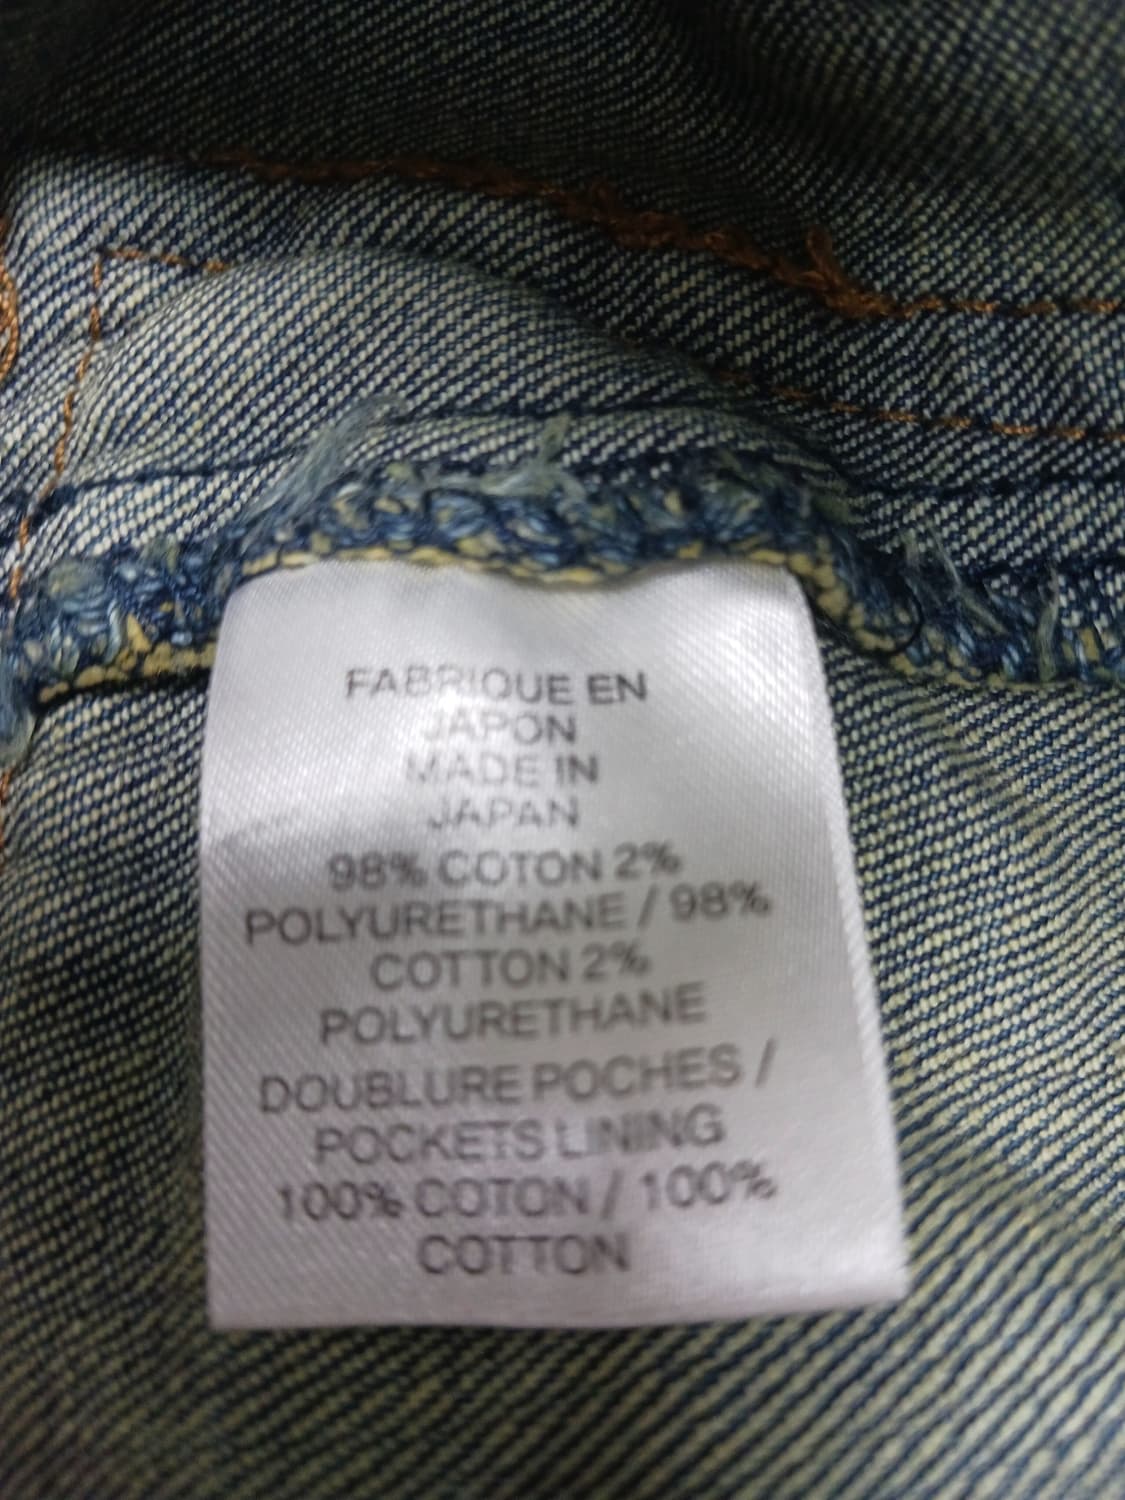 FABRIQUE EN
JAPON
MADE IN
JAPAN
98% COTON 2%
POLYURETHANE / 98%
COTTON 2%
POLYURETHANE
DOUBLURE POCHES /
POCKETS LINING
100% COTON / 100%
COTTON